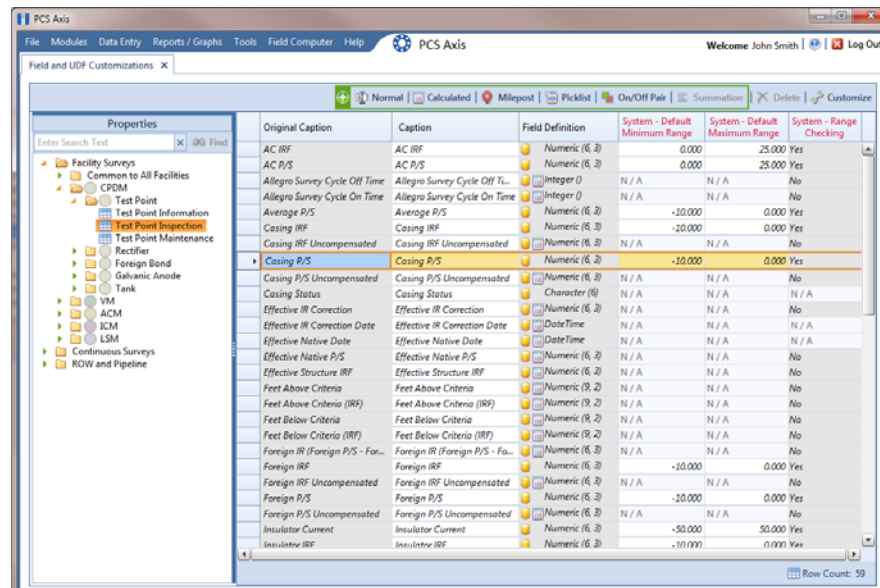 PCS Axis
File Modules Data Entry Reports / Graphs Tools Field Computer Help PCS Axis Welcome John Smith Log Out
Field and UDF Customizations X
Normal | Calculated | Milepost | Picklist | On/Off Pair | Summation | Delete | Customize
Properties
Enter Search Text Find
Facility Surveys
Common to All Facilities
CPDM
Test Point
Test Point Information
Test Point Inspection
Test Point Maintenance
Rectifier
Foreign Bond
Galvanic Anode
Tank
VM
ACM
ICM
LSM
Continuous Surveys
ROW and Pipeline
Original Caption Caption Field Definition System - Default Minimum Range System - Default Maximum Range System - Range Checking
AC IRF AC IRF Numeric (6, 3) 0.000 25.000 Yes
AC P/S AC P/S Numeric (6, 3) 0.000 25.000 Yes
Allegro Survey Cycle Off Time Allegro Survey Cycle Off Ti... Integer () N / A N / A No
Allegro Survey Cycle On Time Allegro Survey Cycle On Time Integer () N / A N / A No
Average P/S Average P/S Numeric (6, 3) -10.000 0.000 Yes
Casing IRF Casing IRF Numeric (6, 3) -10.000 0.000 Yes
Casing IRF Uncompensated Casing IRF Uncompensated Numeric (6, 3) N / A N / A No
Casing P/S Casing P/S Numeric (6, 3) -10.000 0.000 Yes
Casing P/S Uncompensated Casing P/S Uncompensated Numeric (6, 3) N / A N / A No
Casing Status Casing Status Character (6) N / A N / A N / A
Effective IR Correction Effective IR Correction Numeric (6, 3) N / A N / A No
Effective IR Correction Date Effective IR Correction Date DateTime N / A N / A N / A
Effective Native Date Effective Native Date DateTime N / A N / A N / A
Effective Native P/S Effective Native P/S Numeric (6, 3) N / A N / A No
Effective Structure IRF Effective Structure IRF Numeric (6, 3) N / A N / A No
Feet Above Criteria Feet Above Criteria Numeric (9, 2) N / A N / A No
Feet Above Criteria (IRF) Feet Above Criteria (IRF) Numeric (9, 2) N / A N / A No
Feet Below Criteria Feet Below Criteria Numeric (9, 2) N / A N / A No
Feet Below Criteria (IRF) Feet Below Criteria (IRF) Numeric (9, 2) N / A N / A No
Foreign IR (Foreign P/S - For... Foreign IR (Foreign P/S - Fo... Numeric (6, 3) N / A N / A No
Foreign IRF Foreign IRF Numeric (6, 3) -10.000 0.000 Yes
Foreign IRF Uncompensated Foreign IRF Uncompensated Numeric (6, 3) N / A N / A No
Foreign P/S Foreign P/S Numeric (6, 3) -10.000 0.000 Yes
Foreign P/S Uncompensated Foreign P/S Uncompensated Numeric (6, 3) N / A N / A No
Insulator Current Insulator Current Numeric (6, 3) -50.000 50.000 Yes
Insulator IRF Insulator IRF Numeric (6, 3) -10.000 0.000 Yes
Row Count: 59